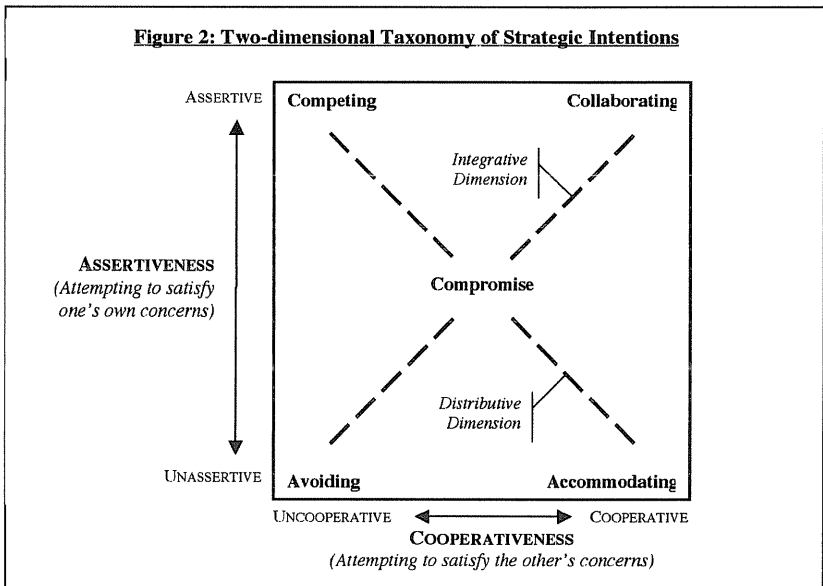 Figure 2: Two-dimensional Taxonomy of Strategic Intentions
ASSERTIVE
Competing
Collaborating
Integrative
Dimension
ASSERTIVENESS
(Attempting to satisfy
one's own concerns)
Compromise
Distributive
Dimension
UNASSERTIVE
Avoiding
Accommodating
UNCOOPERATIVE
COOPERATIVE
COOPERATIVENESS
(Attempting to satisfy the other's concerns)